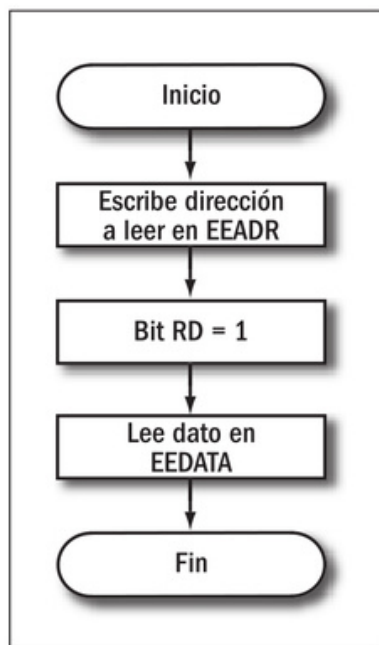 Inicio
Escribe dirección
a leer en EEADR
Bit RD = 1
Lee dato en
EEDATA
Fin